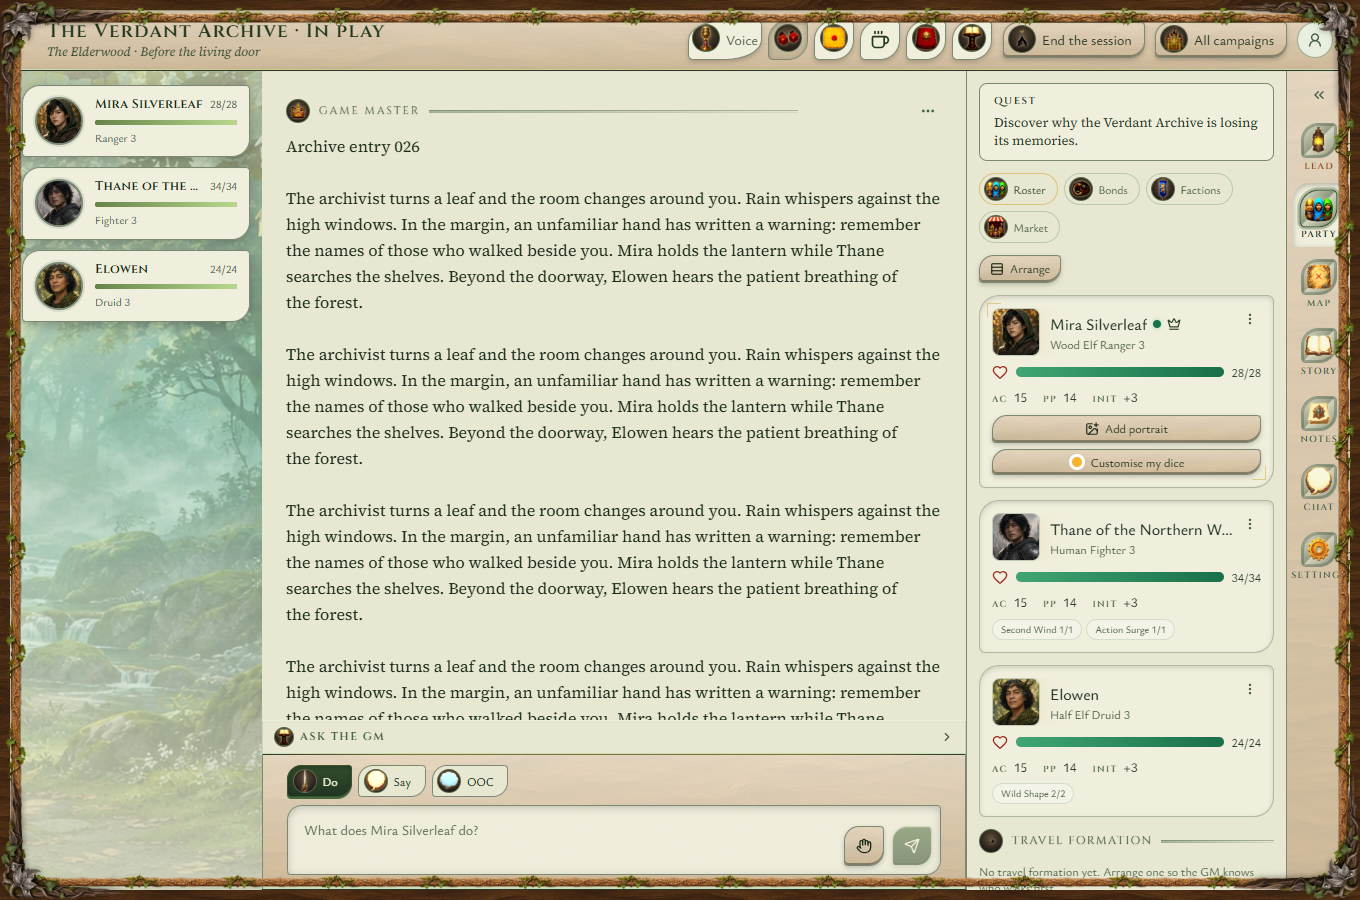 The Verdant Archive · In Play
The Elderwood · Before the living door
Voice
End the session
All campaigns
Mira Silverleaf 28/28
Ranger 3
Thane of the ... 34/34
Fighter 3
Elowen 24/24
Druid 3
GAME MASTER
Archive entry 026
The archivist turns a leaf and the room changes around you. Rain whispers against the
high windows. In the margin, an unfamiliar hand has written a warning: remember
the names of those who walked beside you. Mira holds the lantern while Thane
searches the shelves. Beyond the doorway, Elowen hears the patient breathing of
the forest.
The archivist turns a leaf and the room changes around you. Rain whispers against the
high windows. In the margin, an unfamiliar hand has written a warning: remember
the names of those who walked beside you. Mira holds the lantern while Thane
searches the shelves. Beyond the doorway, Elowen hears the patient breathing of
the forest.
The archivist turns a leaf and the room changes around you. Rain whispers against the
high windows. In the margin, an unfamiliar hand has written a warning: remember
the names of those who walked beside you. Mira holds the lantern while Thane
searches the shelves. Beyond the doorway, Elowen hears the patient breathing of
the forest.
The archivist turns a leaf and the room changes around you. Rain whispers against the
high windows. In the margin, an unfamiliar hand has written a warning: remember
the names of those who walked beside you. Mira holds the lantern while Thane
ASK THE GM
Do
Say
OOC
What does Mira Silverleaf do?
QUEST
Discover why the Verdant Archive is losing
its memories.
Roster
Bonds
Factions
Market
Arrange
Mira Silverleaf
Wood Elf Ranger 3
28/28
AC 15 PP 14 INIT +3
Add portrait
Customise my dice
Thane of the Northern W...
Human Fighter 3
34/34
AC 15 PP 14 INIT +3
Second Wind 1/1 Action Surge 1/1
Elowen
Half Elf Druid 3
24/24
AC 15 PP 14 INIT +3
Wild Shape 2/2
TRAVEL FORMATION
No travel formation yet. Arrange one so the GM knows
LEAD
PARTY
MAP
STORY
NOTES
CHAT
SETTING